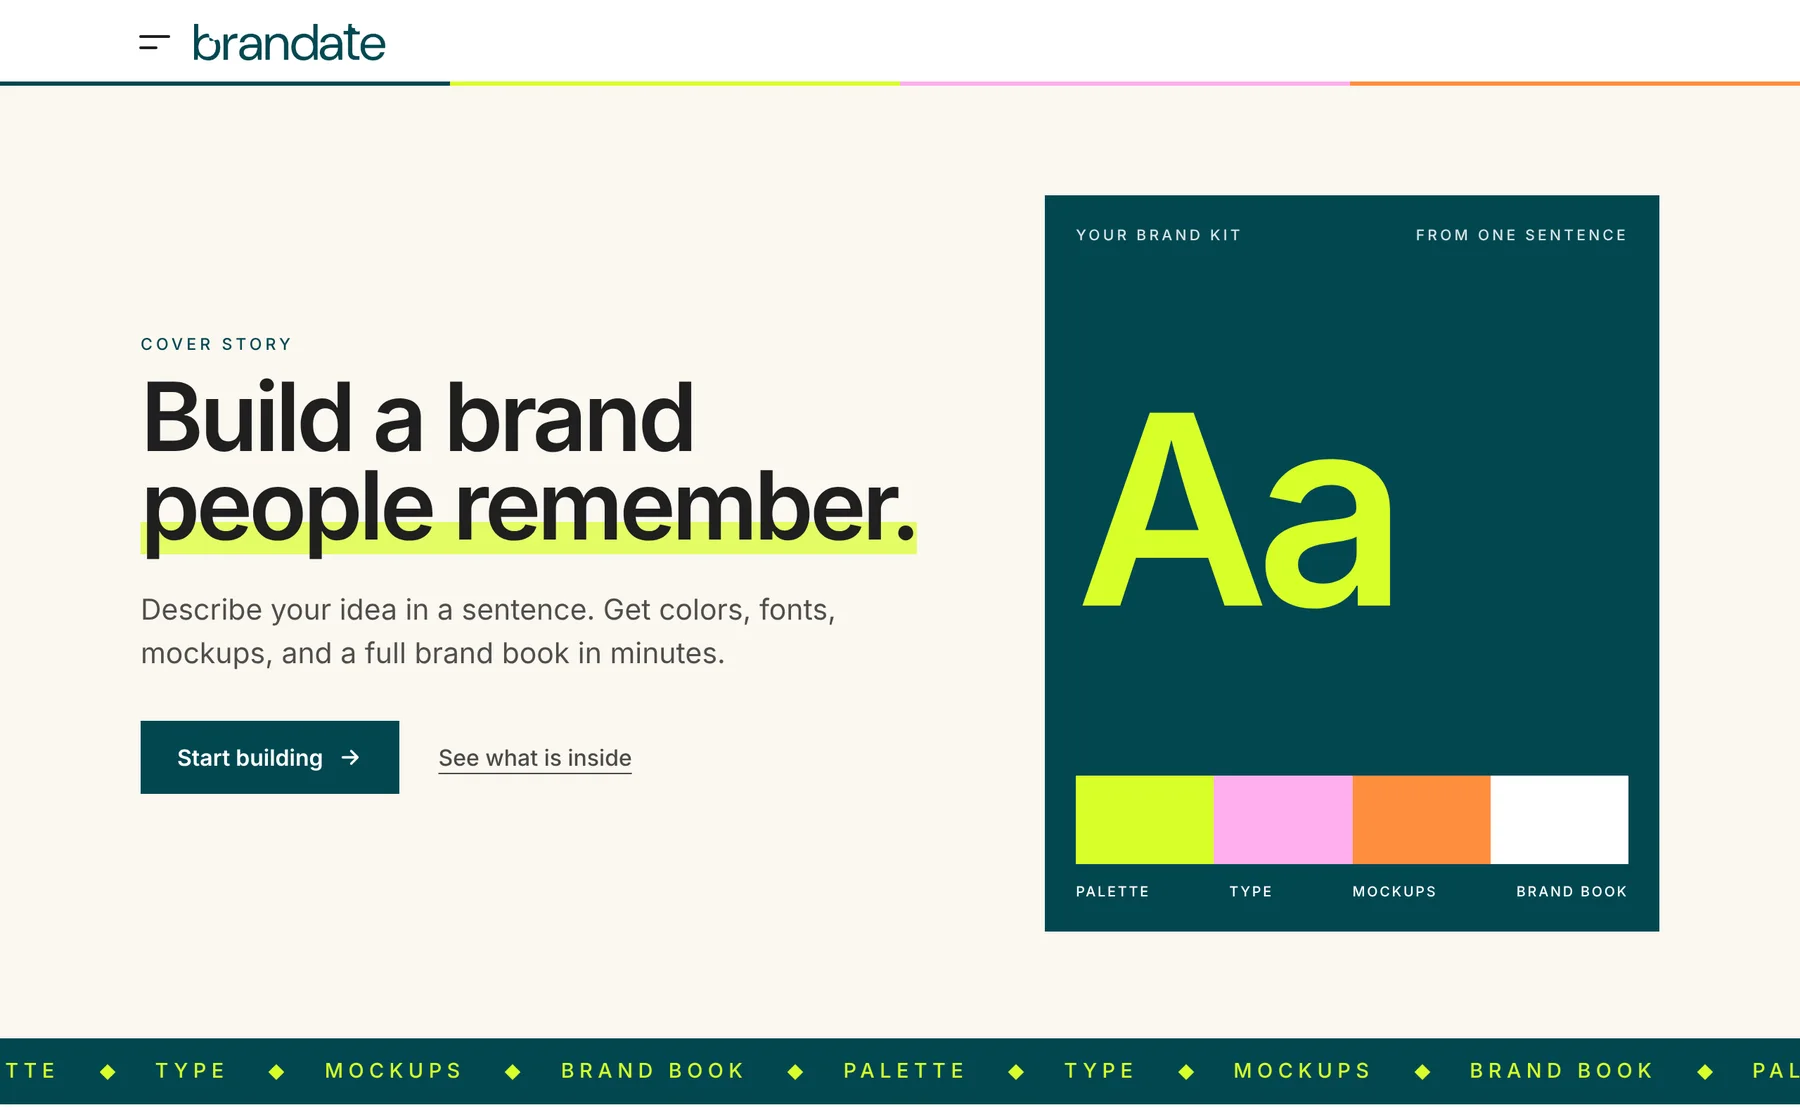 brandate
COVER STORY
Build a brand
people remember.
Describe your idea in a sentence. Get colors, fonts,
mockups, and a full brand book in minutes.
Start building →
See what is inside
YOUR BRAND KIT
FROM ONE SENTENCE
Aa
PALETTE TYPE MOCKUPS BRAND BOOK
TTE ◆ TYPE ◆ MOCKUPS ◆ BRAND BOOK ◆ PALETTE ◆ TYPE ◆ MOCKUPS ◆ BRAND BOOK ◆ PAL